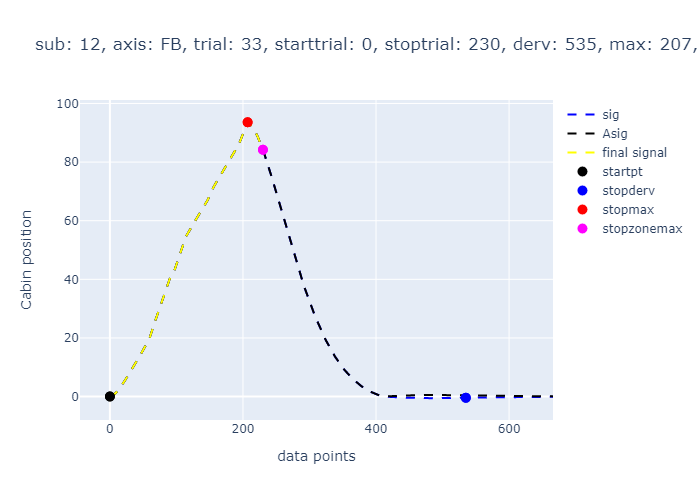 sub: 12, axis: FB, trial: 33, starttrial: 0, stoptrial: 230, derv: 535, max: 207,
100
80
60
40
20
0
Cabin position
0 200 400 600
data points
sig
Asig
final signal
startpt
stopderv
stopmax
stopzonemax